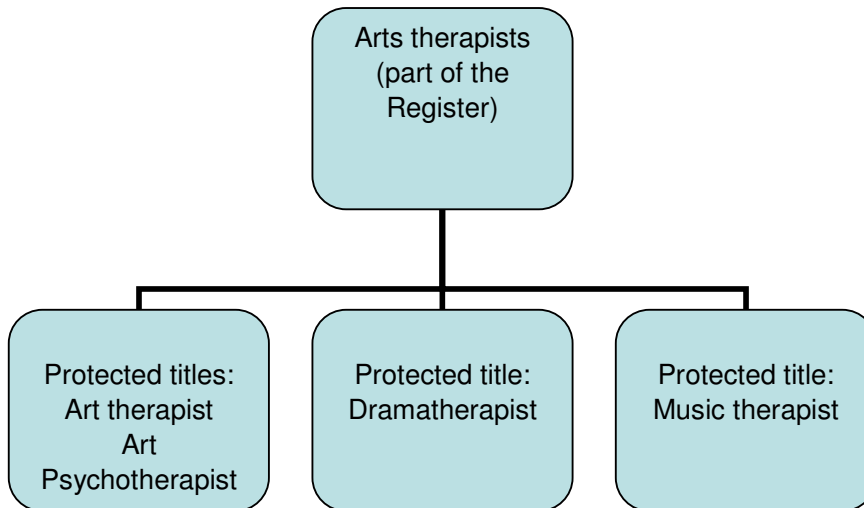 Arts therapists
(part of the
Register)
Protected titles:
Art therapist
Art
Psychotherapist
Protected title:
Dramatherapist
Protected title:
Music therapist